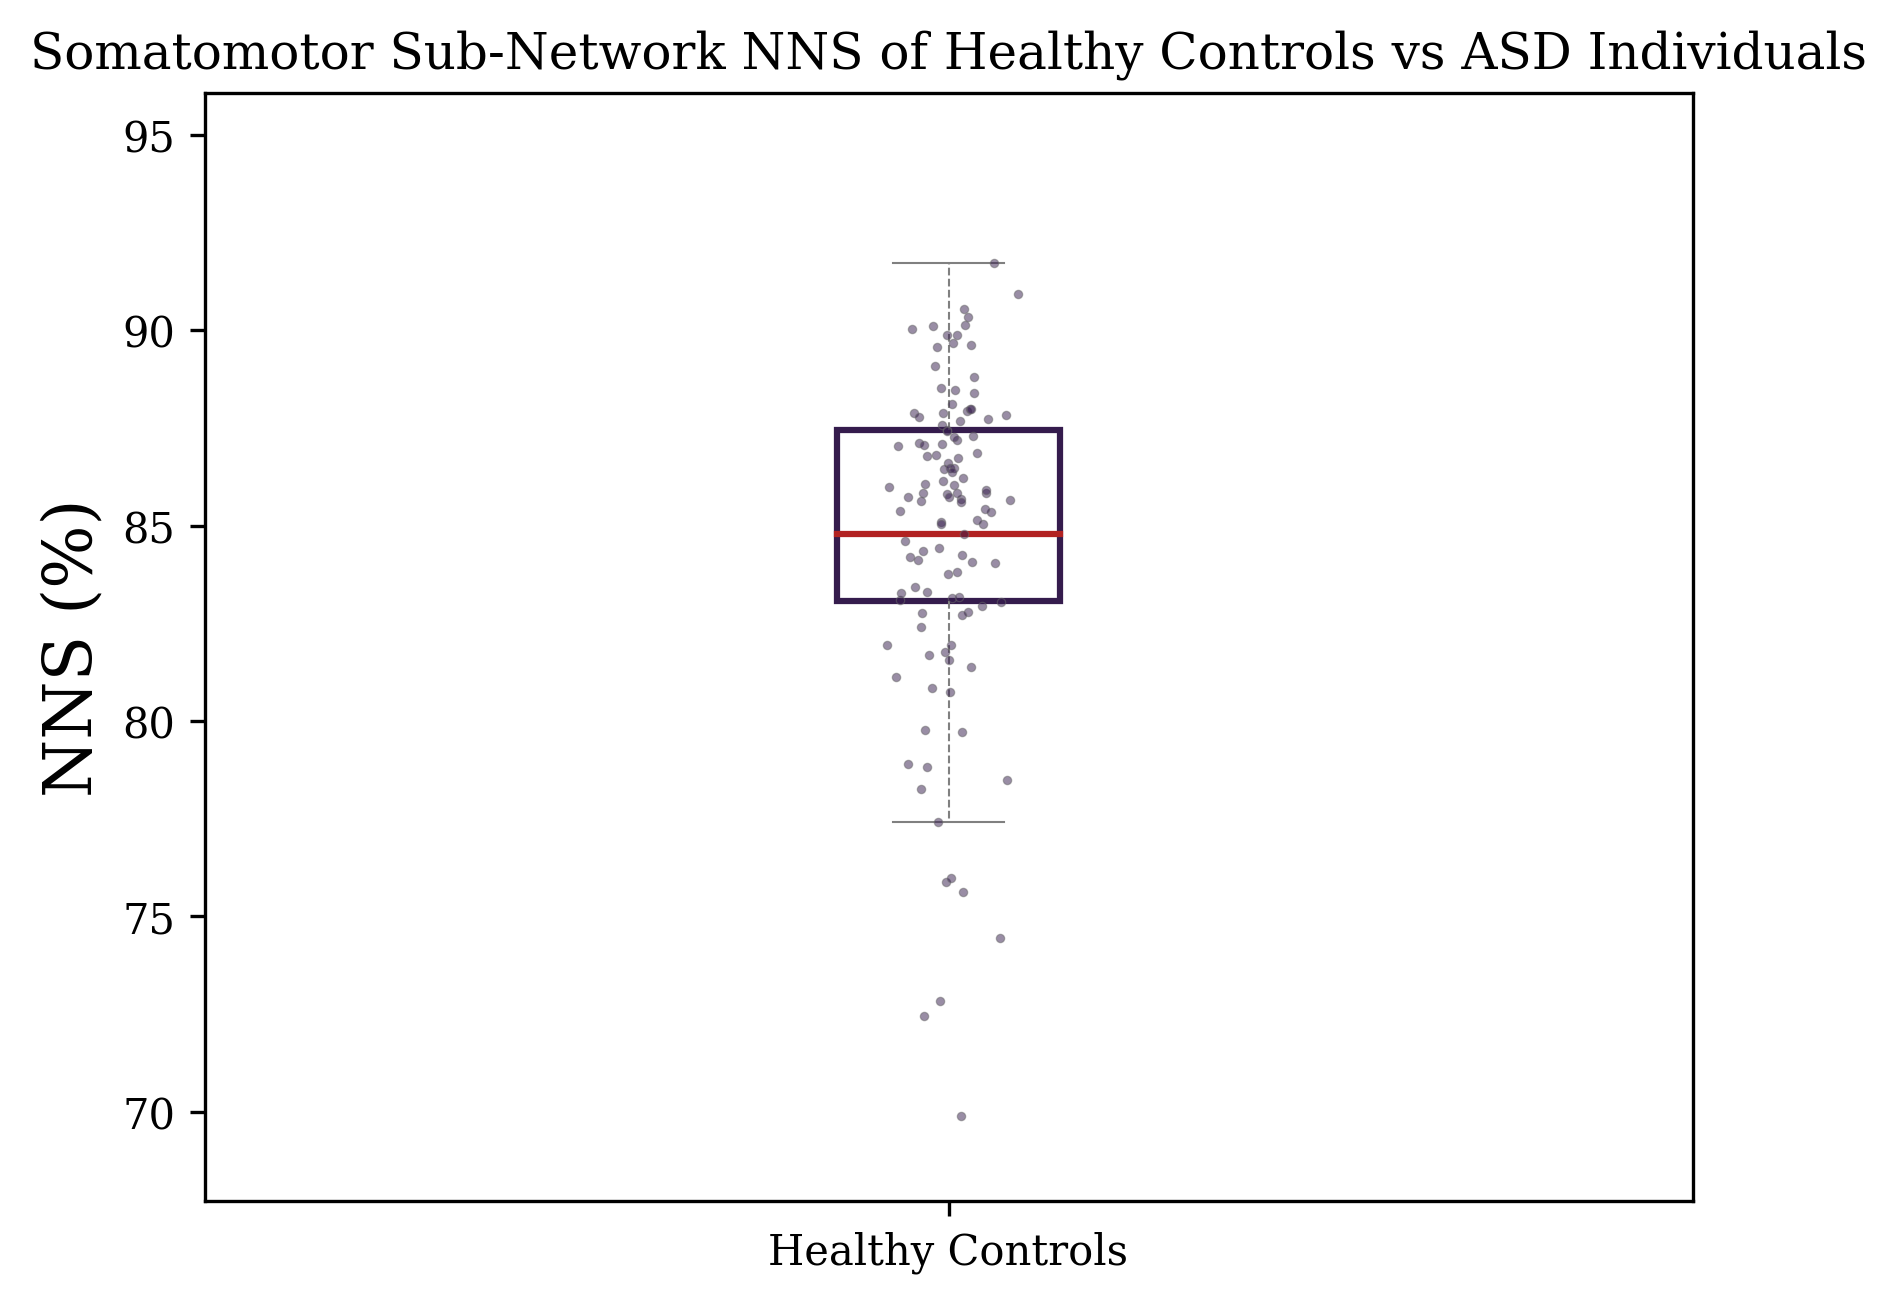 Somatomotor Sub-Network NNS of Healthy Controls vs ASD Individuals
NNS (%)
95
90
85
80
75
70
Healthy Controls